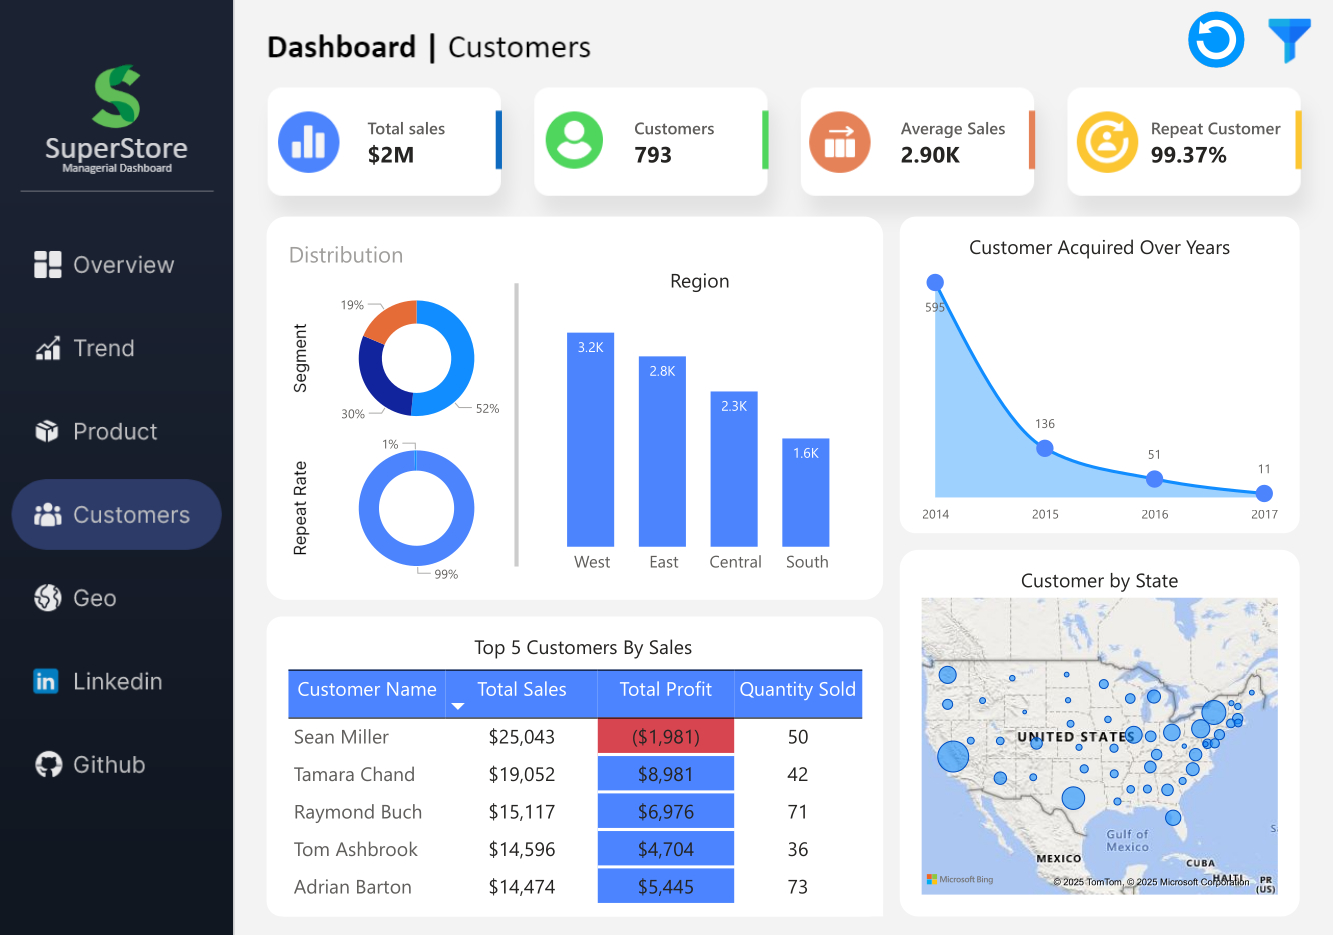 SuperStore
Managerial Dashboard
Overview
Trend
Product
Customers
Geo
in Linkedin
Github
Dashboard | Customers
Total sales
$2M
Customers
793
Average Sales
2.90K
Repeat Customer
99.37%
Distribution
Segment
19%
30%
52%
Repeat Rate
1%
99%
Region
3.2K
2.8K
2.3K
1.6K
West East Central South
Customer Acquired Over Years
595
136
51
11
2014 2015 2016 2017
Top 5 Customers By Sales
Customer Name Total Sales Total Profit Quantity Sold
Sean Miller $25,043 ($1,981) 50
Tamara Chand $19,052 $8,981 42
Raymond Buch $15,117 $6,976 71
Tom Ashbrook $14,596 $4,704 36
Adrian Barton $14,474 $5,445 73
Customer by State
UNITED STATES
Gulf of
Mexico
MEXICO
CUBA
HAITI
PR
(US)
S
Microsoft Bing
© 2025 TomTom, © 2025 Microsoft Corporation